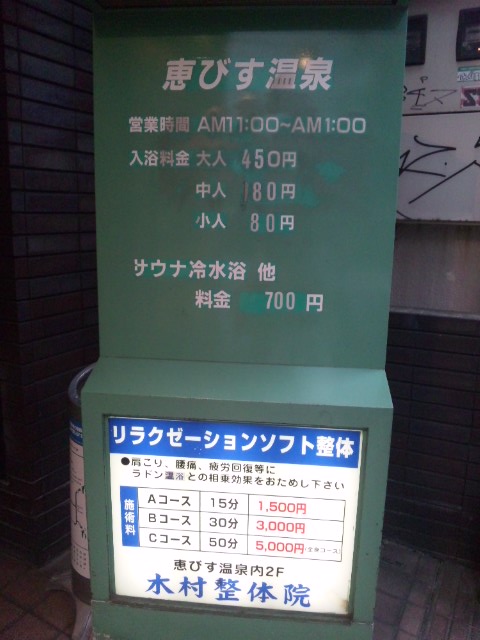 恵びす温泉
営業時間 AM11:00~AM1:00
入浴料金 大人 450円
中人 180円
小人 80円
サウナ冷水浴 他
料金 700円
リラクゼーションソフト整体
●肩こり、腰痛、疲労回復等に
ラドン温浴との相乗効果をおためし下さい
施術料
Aコース 15分 1,500円
Bコース 30分 3,000円
Cコース 50分 5,000円(全身コース)
恵びす温泉内2F
木村整体院